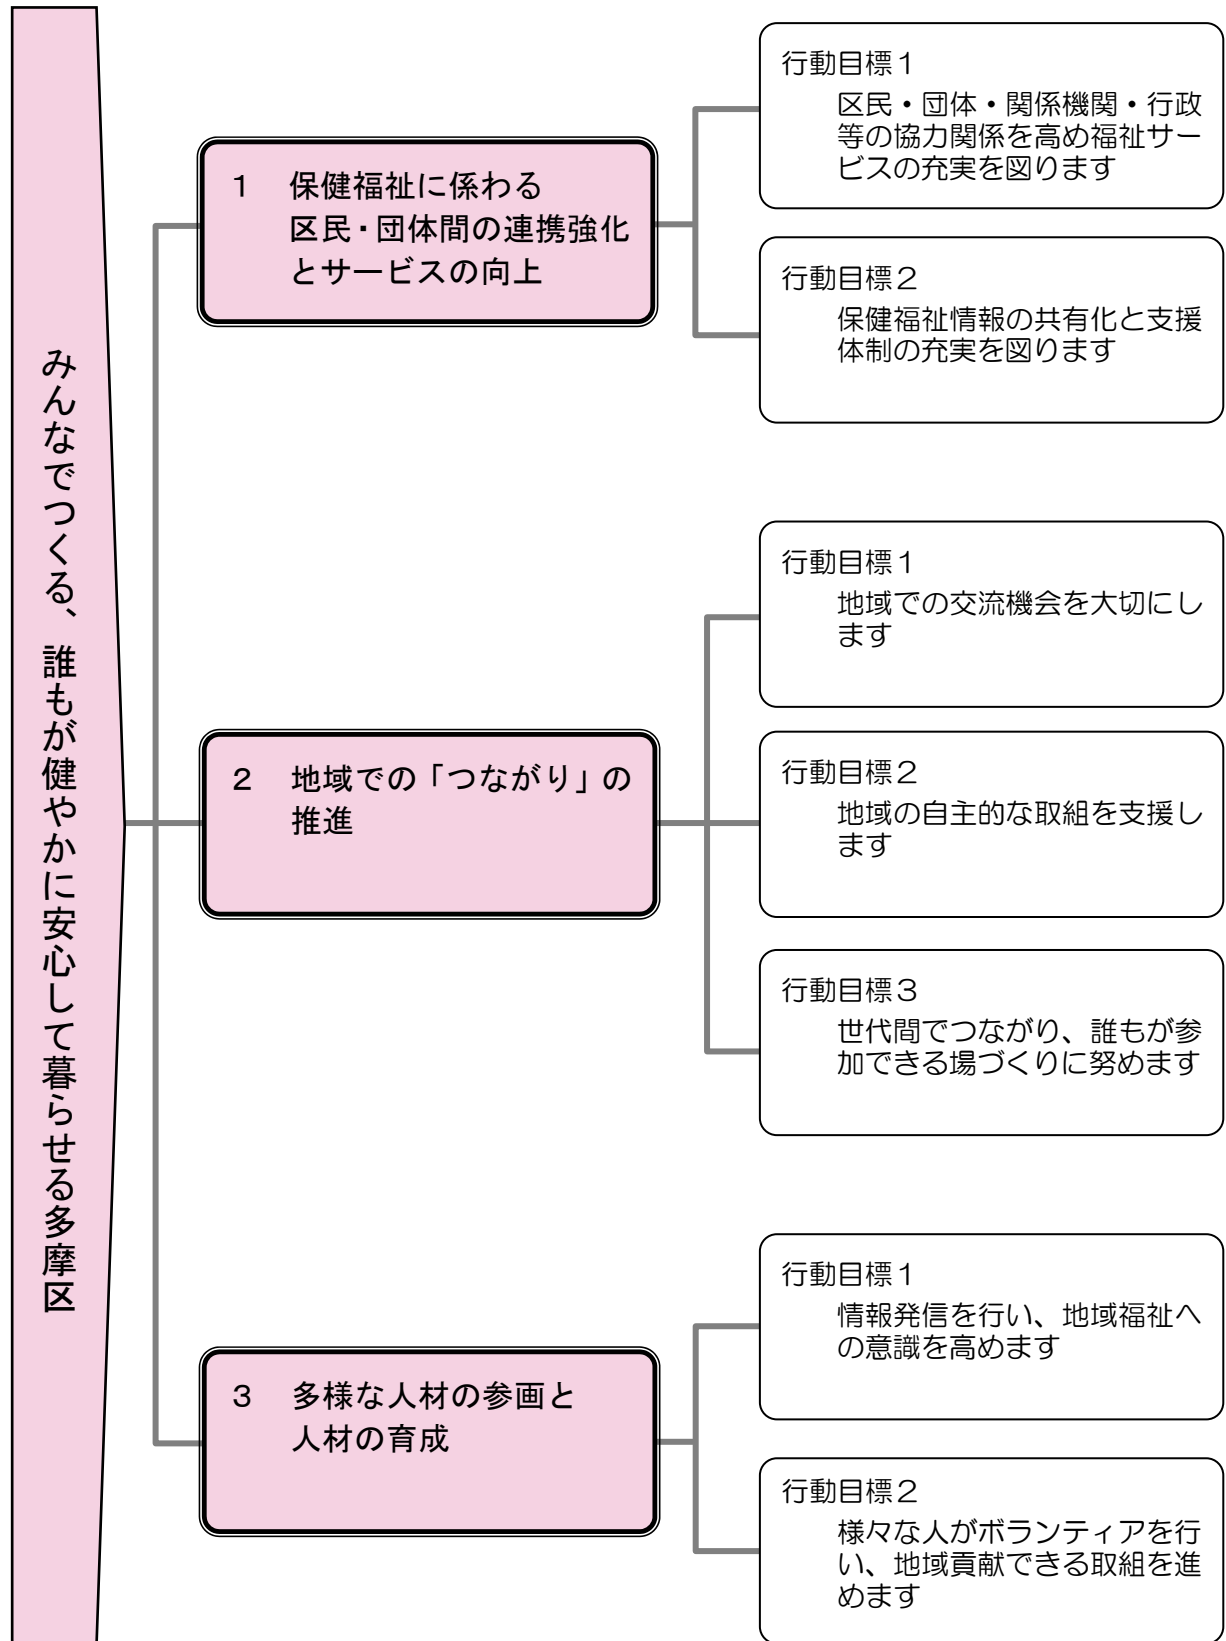 みんなでつくる、誰もが健やかに安心して暮らせる多摩区
1　保健福祉に係わる
区民・団体間の連携強化
とサービスの向上
行動目標1
区民・団体・関係機関・行政
等の協力関係を高め福祉サー
ビスの充実を図ります
行動目標2
保健福祉情報の共有化と支援
体制の充実を図ります
2　地域での「つながり」の
推進
行動目標1
地域での交流機会を大切にし
ます
行動目標2
地域の自主的な取組を支援し
ます
行動目標3
世代間でつながり、誰もが参
加できる場づくりに努めます
3　多様な人材の参画と
人材の育成
行動目標1
情報発信を行い、地域福祉へ
の意識を高めます
行動目標2
様々な人がボランティアを行
い、地域貢献できる取組を進
めます